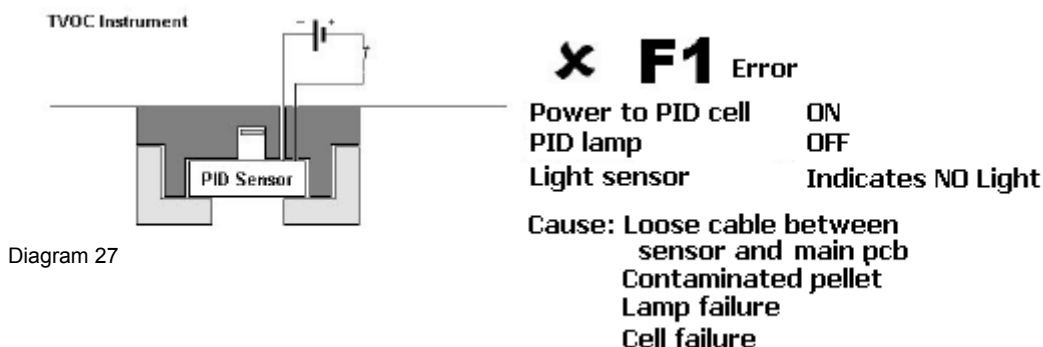 TVOC Instrument
- +
PID Sensor
Diagram 27
✗ F1 Error
Power to PID cell ON
PID lamp OFF
Light sensor Indicates NO Light
Cause: Loose cable between
sensor and main pcb
Contaminated pellet
Lamp failure
Cell failure